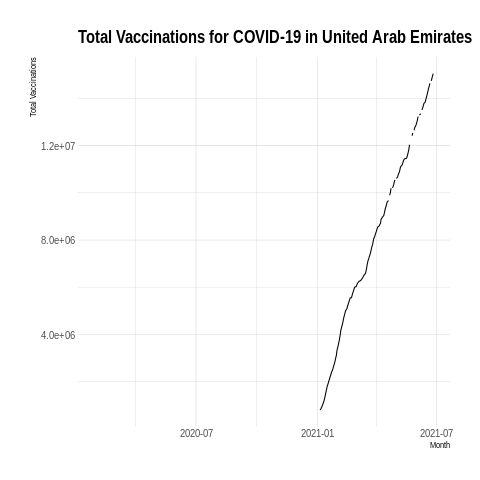 Total Vaccinations for COVID-19 in United Arab Emirates
Total Vaccinations
1.2e+07
8.0e+06
4.0e+06
2020-07
2021-01
2021-07
Month